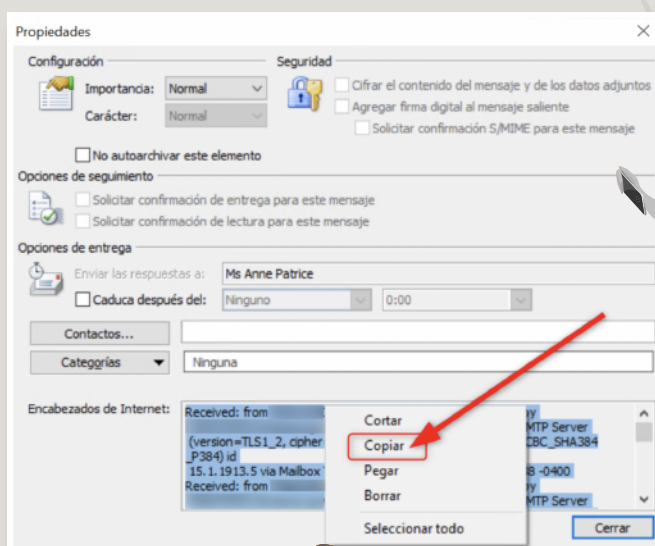 Propiedades
Configuración
Seguridad
Importancia: Normal
Carácter: Normal
Cifrar el contenido del mensaje y de los datos adjuntos
Agregar firma digital al mensaje saliente
Solicitar confirmación S/MIME para este mensaje
No autoarchivar este elemento
Opciones de seguimiento
Solicitar confirmación de entrega para este mensaje
Solicitar confirmación de lectura para este mensaje
Opciones de entrega
Enviar las respuestas a: Ms Anne Patrice
Caduca después del: Ninguno 0:00
Contactos...
Categorías Ninguna
Encabezados de Internet: Received: from
MTP Server
(version=TLS1_2, cipher CBC_SHA384
_P384) id
15.1.1913.5 via Mailbox -0400
Received: from
MTP Server
Cortar
Copiar
Pegar
Borrar
Seleccionar todo
Cerrar